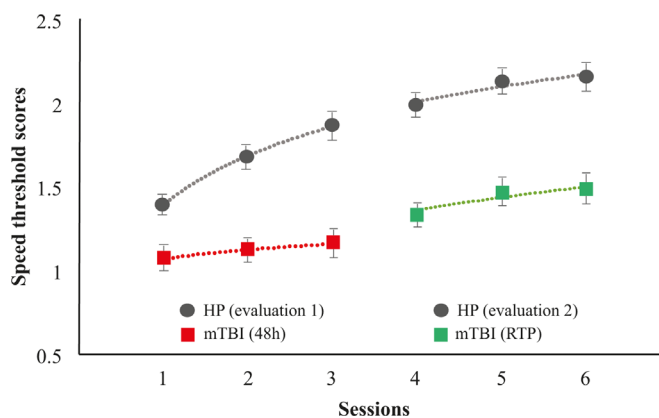 2.5
2
1.5
1
0.5
Speed threshold scores
HP (evaluation 1)
mTBI (48h)
HP (evaluation 2)
mTBI (RTP)
1 2 3 4 5 6
Sessions